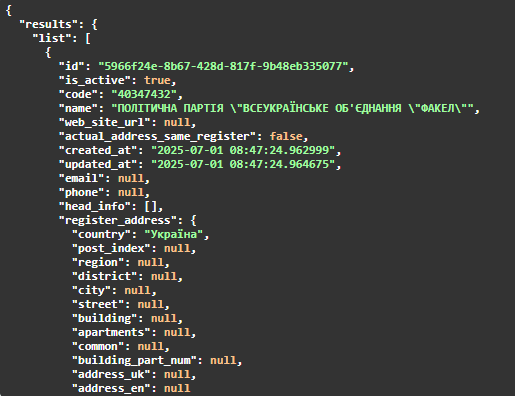 {
  "results": {
    "list": [
      {
        "id": "5966f24e-8b67-428d-817f-9b48eb335077",
        "is_active": true,
        "code": "40347432",
        "name": "ПОЛІТИЧНА ПАРТІЯ \"ВСЕУКРАЇНСЬКЕ ОБ'ЄДНАННЯ \"ФАКЕЛ\"",
        "web_site_url": null,
        "actual_address_same_register": false,
        "created_at": "2025-07-01 08:47:24.962999",
        "updated_at": "2025-07-01 08:47:24.964675",
        "email": null,
        "phone": null,
        "head_info": [],
        "register_address": {
          "country": "Україна",
          "post_index": null,
          "region": null,
          "district": null,
          "city": null,
          "street": null,
          "building": null,
          "apartments": null,
          "common": null,
          "building_part_num": null,
          "address_uk": null,
          "address_en": null